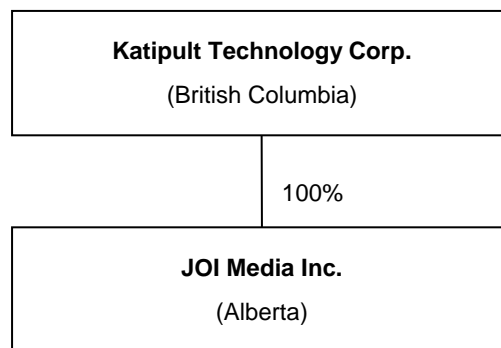 Katipult Technology Corp.
(British Columbia)
100%
JOI Media Inc.
(Alberta)